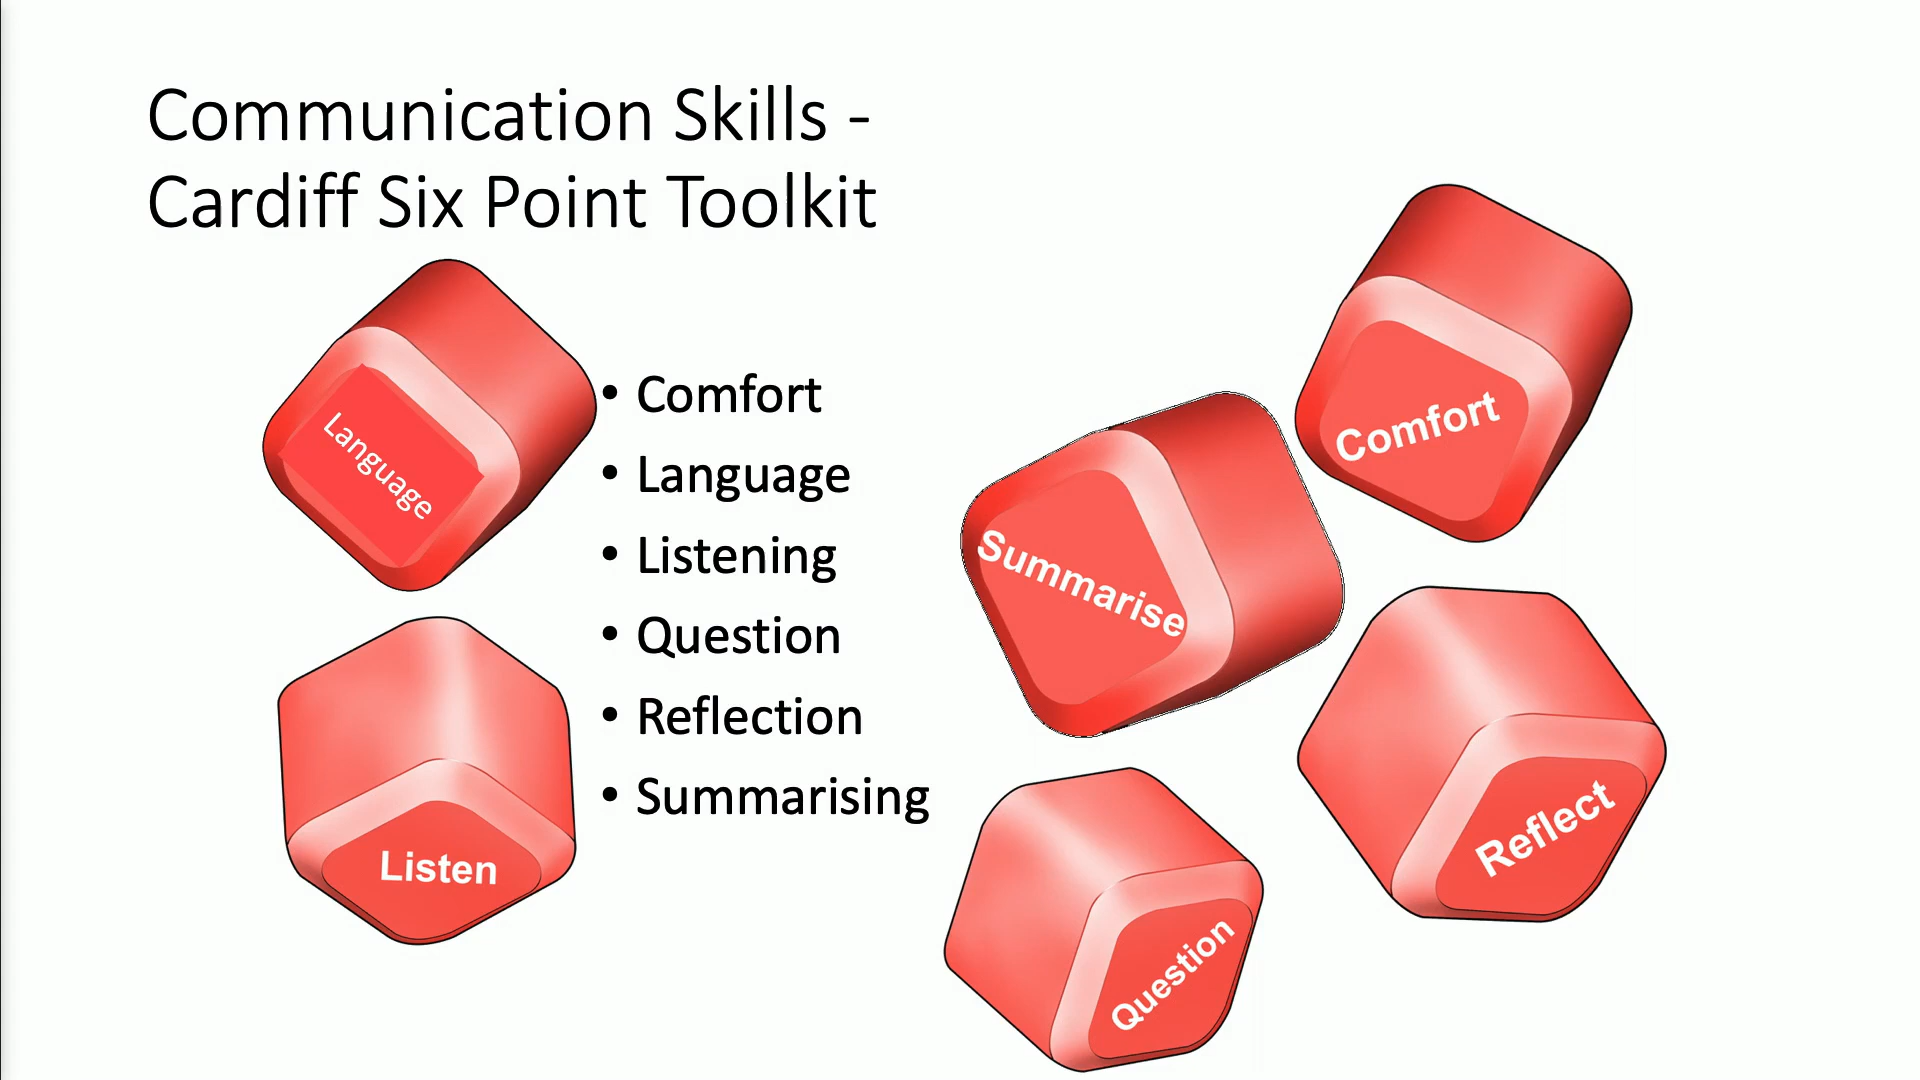 Communication Skills -
Cardiff Six Point Toolkit
Language
Listen
• Comfort
• Language
• Listening
• Question
• Reflection
• Summarising
Comfort
Summarise
Reflect
Question